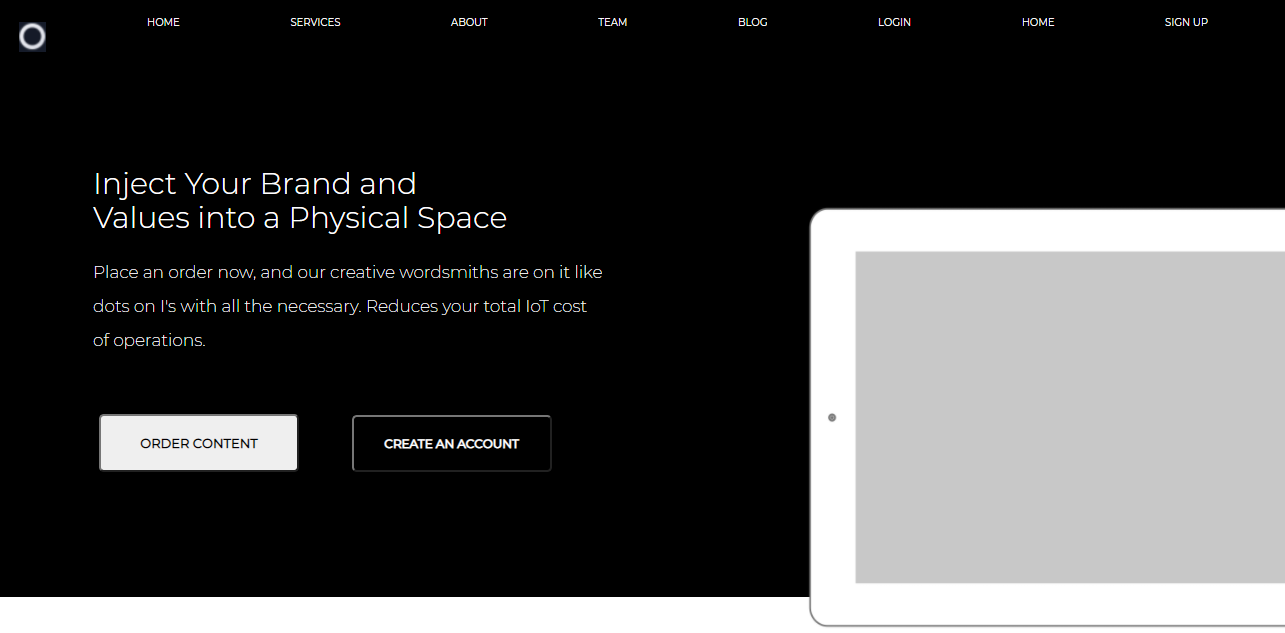 HOME SERVICES ABOUT TEAM BLOG LOGIN HOME SIGN UP
Inject Your Brand and
Values into a Physical Space
Place an order now, and our creative wordsmiths are on it like
dots on I's with all the necessary. Reduces your total IoT cost
of operations.
ORDER CONTENT CREATE AN ACCOUNT